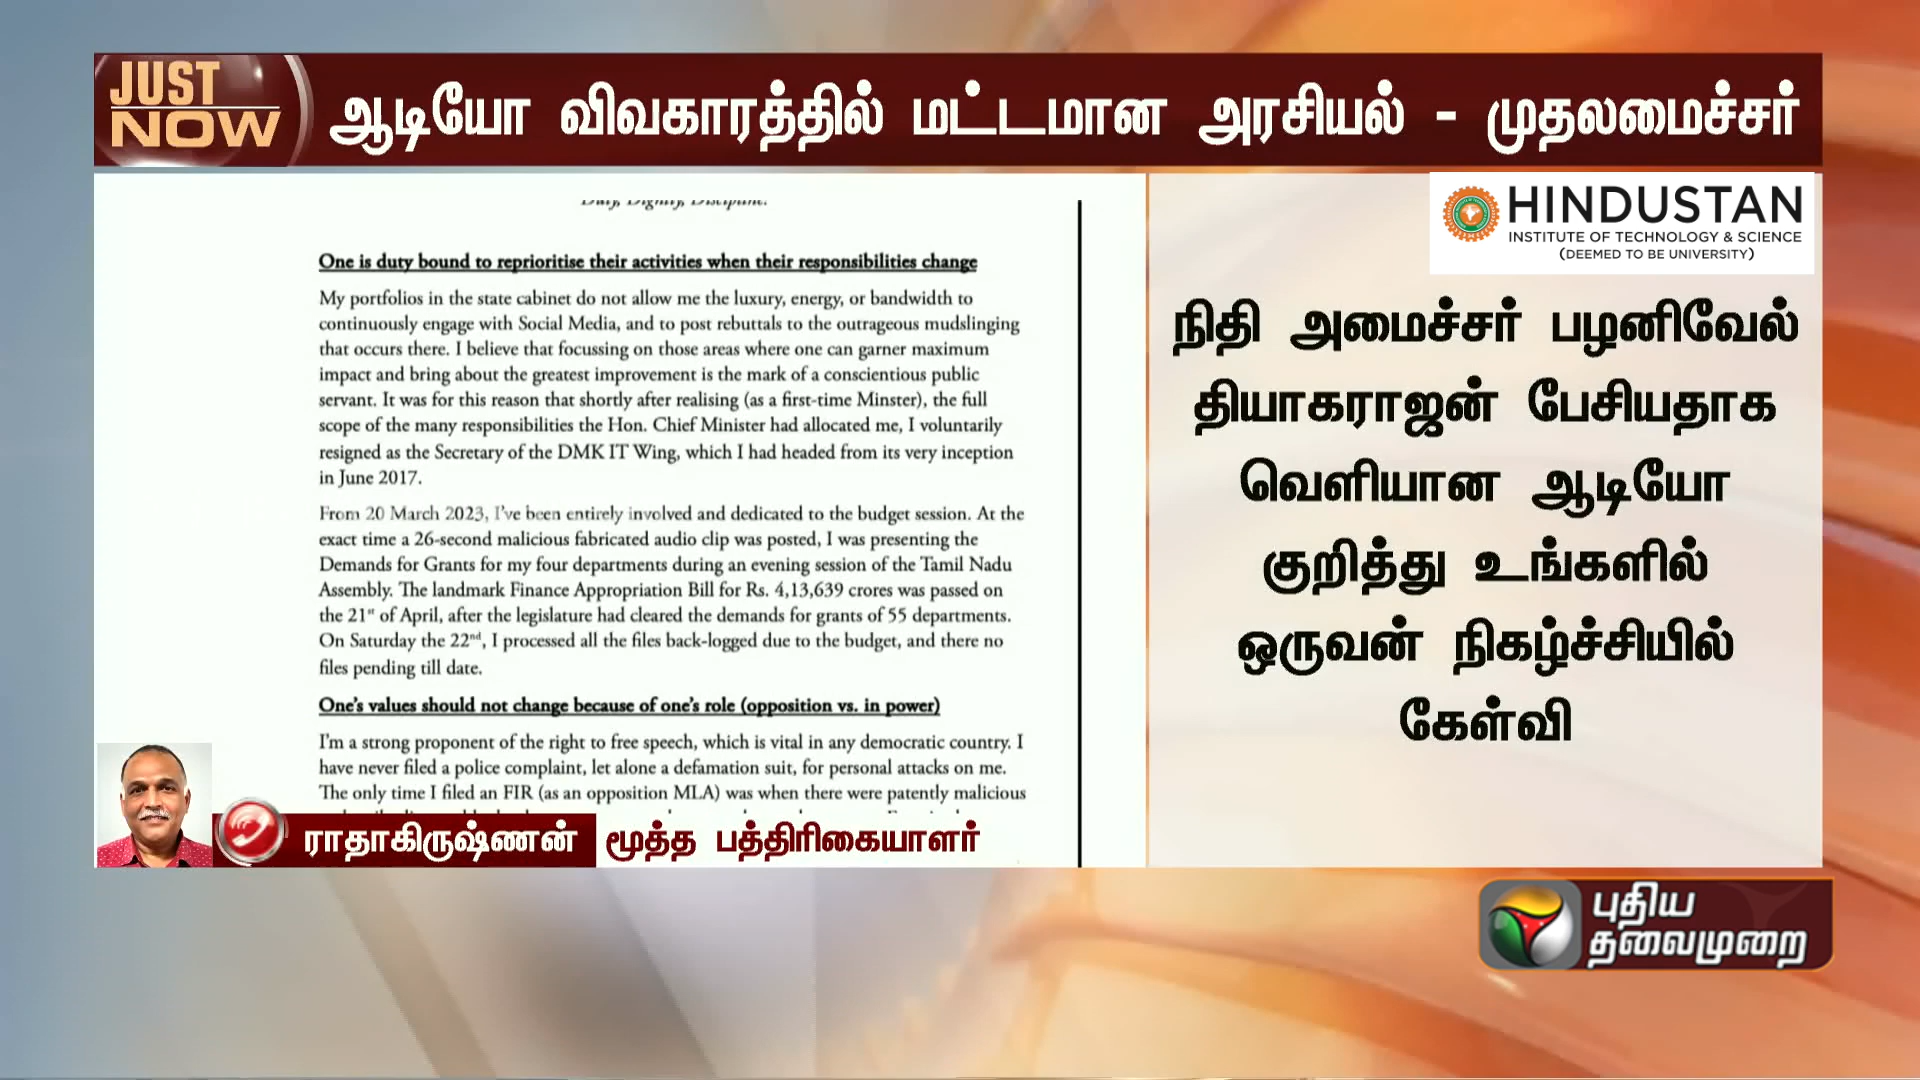 JUST
NOW
ஆடியோ விவகாரத்தில் மட்டமான அரசியல் - முதலமைச்சர்
Duty, Dignity, Discipline.
One is duty bound to reprioritise their activities when their responsibilities change
My portfolios in the state cabinet do not allow me the luxury, energy, or bandwidth to
continuously engage with Social Media, and to post rebuttals to the outrageous mudslinging
that occurs there. I believe that focussing on those areas where one can garner maximum
impact and bring about the greatest improvement is the mark of a conscientious public
servant. It was for this reason that shortly after realising (as a first-time Minster), the full
scope of the many responsibilities the Hon. Chief Minister had allocated me, I voluntarily
resigned as the Secretary of the DMK IT Wing, which I had headed from its very inception
in June 2017.
From 20 March 2023, I've been entirely involved and dedicated to the budget session. At the
exact time a 26-second malicious fabricated audio clip was posted, I was presenting the
Demands for Grants for my four departments during an evening session of the Tamil Nadu
Assembly. The landmark Finance Appropriation Bill for Rs. 4,13,639 crores was passed on
the 21st of April, after the legislature had cleared the demands for grants of 55 departments.
On Saturday the 22nd, I processed all the files back-logged due to the budget, and there no
files pending till date.
One's values should not change because of one's role (opposition vs. in power)
I'm a strong proponent of the right to free speech, which is vital in any democratic country. I
have never filed a police complaint, let alone a defamation suit, for personal attacks on me.
The only time I filed an FIR (as an opposition MLA) was when there were patently malicious
ராதாகிருஷ்ணன் மூத்த பத்திரிகையாளர்
HINDUSTAN
INSTITUTE OF TECHNOLOGY & SCIENCE
(DEEMED TO BE UNIVERSITY)
நிதி அமைச்சர் பழனிவேல்
தியாகராஜன் பேசியதாக
வெளியான ஆடியோ
குறித்து உங்களில்
ஒருவன் நிகழ்ச்சியில்
கேள்வி
புதிய
தலைமுறை